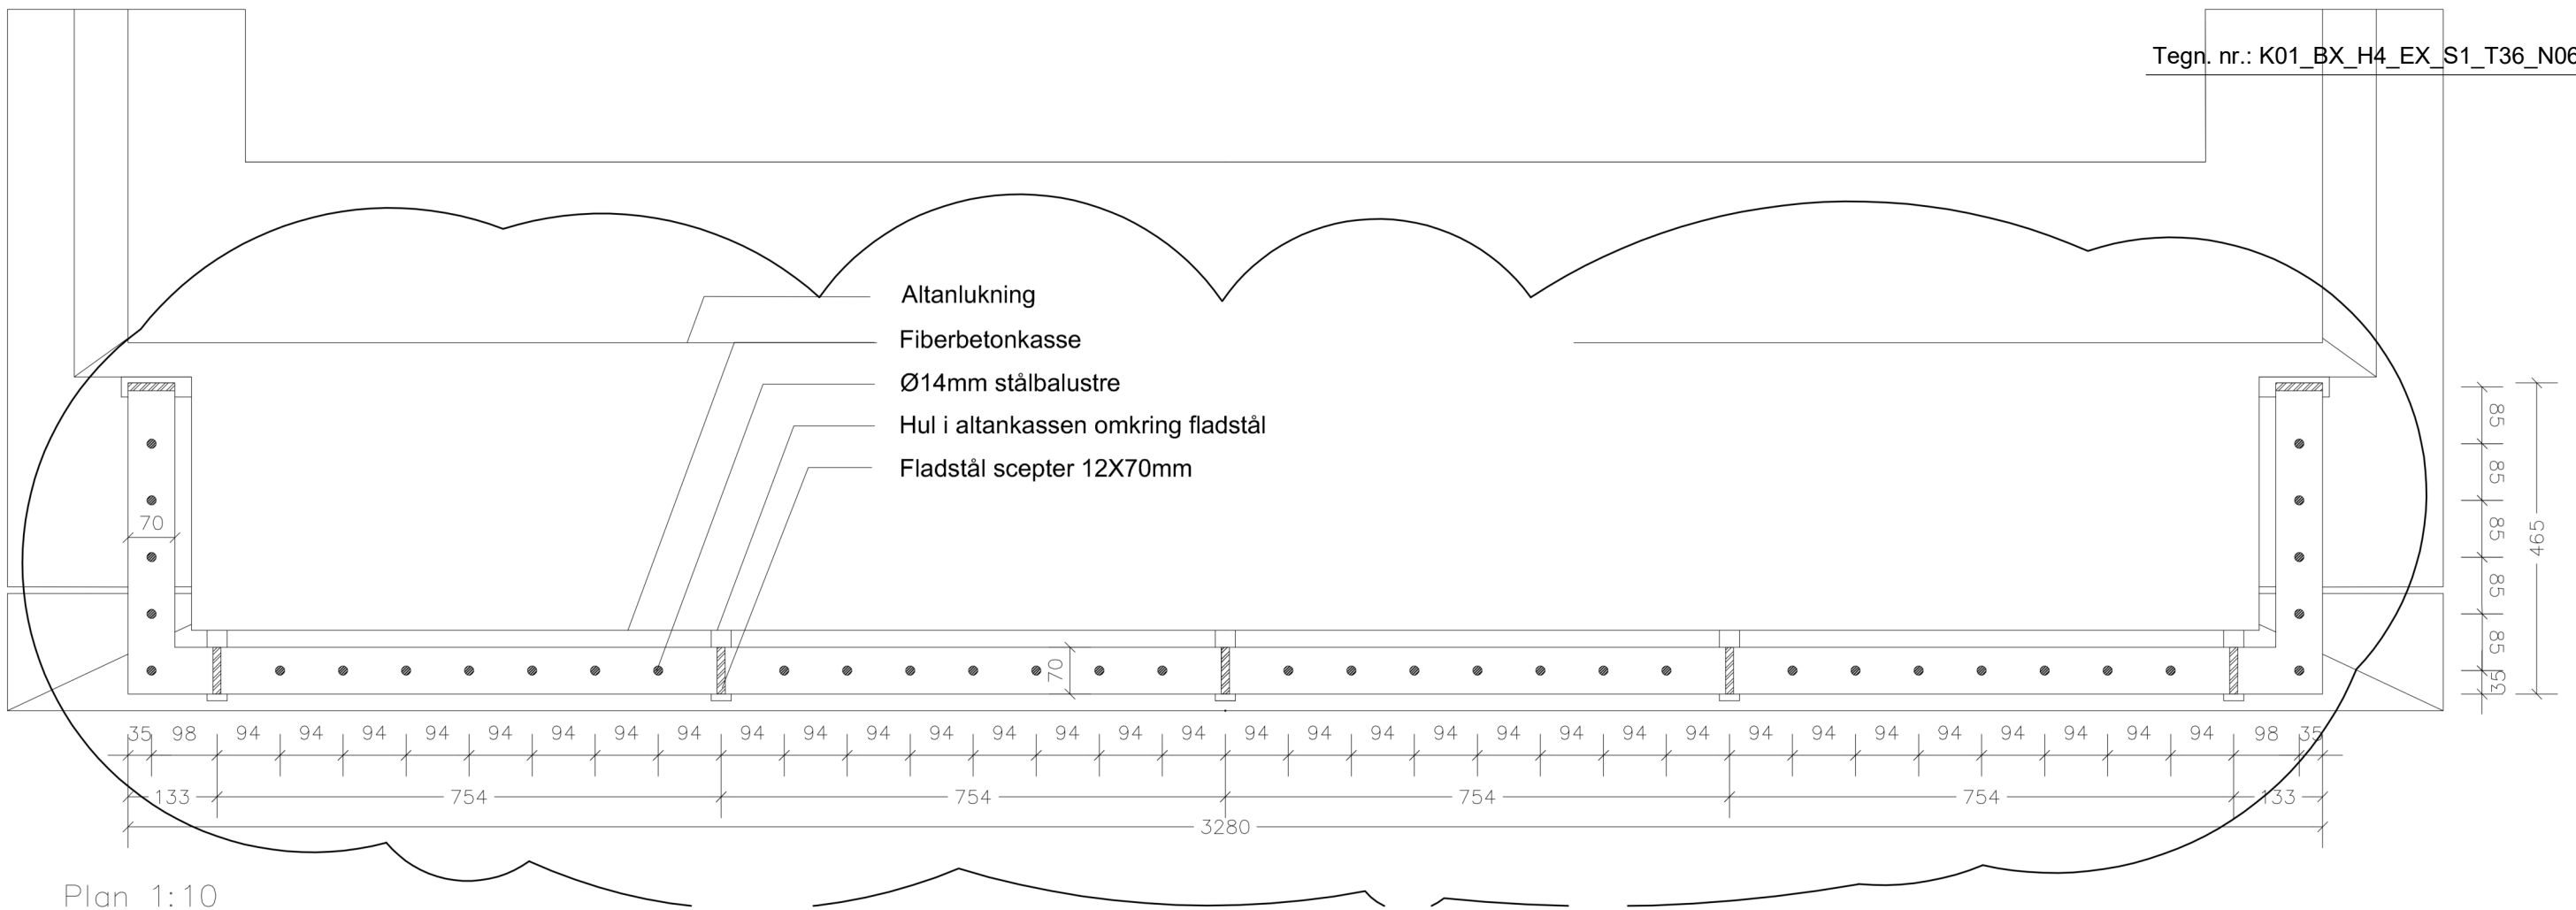 Tegn. nr.: K01_BX_H4_EX_S1_T36_N06
Altanlukning
Fiberbetonkasse
Ø14mm stålbalustre
Hul i altankassen omkring fladstål
Fladstål scepter 12X70mm
70
70
85
85
85
85
85
35
465
35 98 94 94 94 94 94 94 94 94 94 94 94 94 94 94 94 94 94 94 94 94 94 94 94 94 94 94 94 94 94 94 94 94 98 35
133 754 754 754 754 133
3280
Plan 1:10